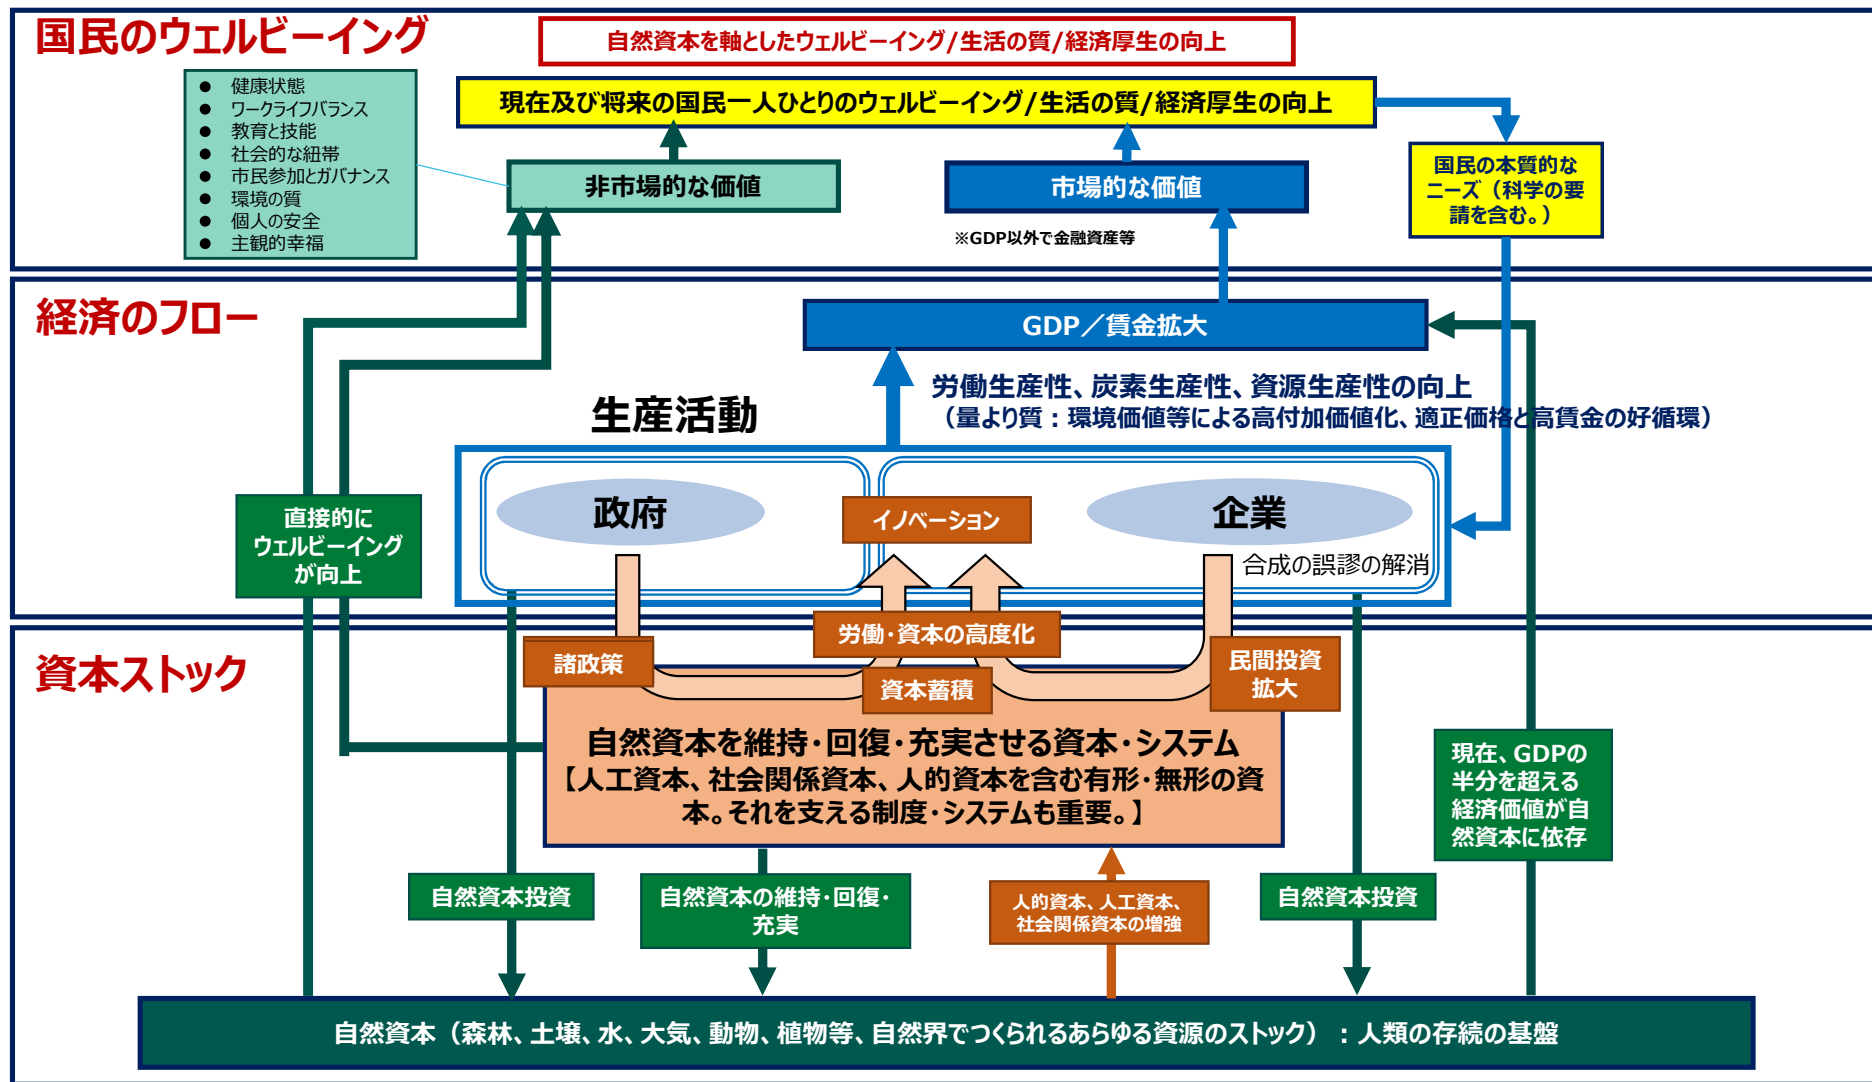 国民のウェルビーイング
自然資本を軸としたウェルビーイング/生活の質/経済厚生の向上
● 健康状態
● ワークライフバランス
● 教育と技能
● 社会的な紐帯
● 市民参加とガバナンス
● 環境の質
● 個人の安全
● 主観的幸福
現在及び将来の国民一人ひとりのウェルビーイング/生活の質/経済厚生の向上
非市場的な価値
市場的な価値
※GDP以外で金融資産等
国民の本質的な
ニーズ（科学の要
請を含む。）
経済のフロー
GDP／賃金拡大
労働生産性、炭素生産性、資源生産性の向上
（量より質：環境価値等による高付加価値化、適正価格と高賃金の好循環）
生産活動
政府
イノベーション
企業
合成の誤謬の解消
直接的に
ウェルビーイング
が向上
資本ストック
諸政策
労働・資本の高度化
資本蓄積
民間投資
拡大
自然資本を維持・回復・充実させる資本・システム
【人工資本、社会関係資本、人的資本を含む有形・無形の資
本。それを支える制度・システムも重要。】
現在、GDPの
半分を超える
経済価値が自
然資本に依存
自然資本投資
自然資本の維持・回復・
充実
人的資本、人工資本、
社会関係資本の増強
自然資本投資
自然資本（森林、土壌、水、大気、動物、植物等、自然界でつくられるあらゆる資源のストック）：人類の存続の基盤